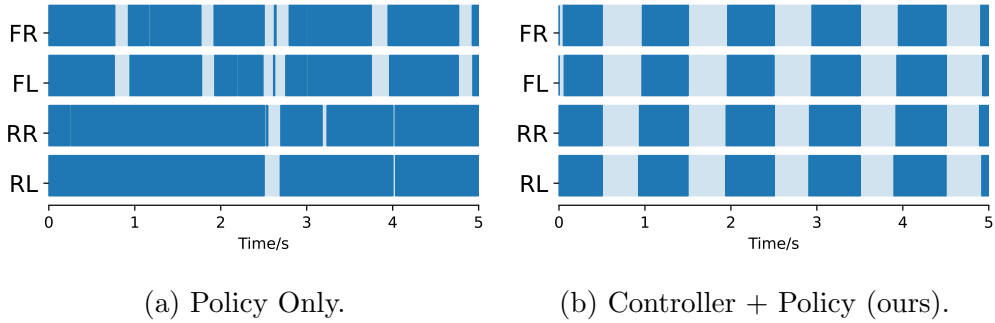 FR
FL
RR
RL
0 1 2 3 4 5
Time/s
(a) Policy Only.
FR
FL
RR
RL
0 1 2 3 4 5
Time/s
(b) Controller + Policy (ours).